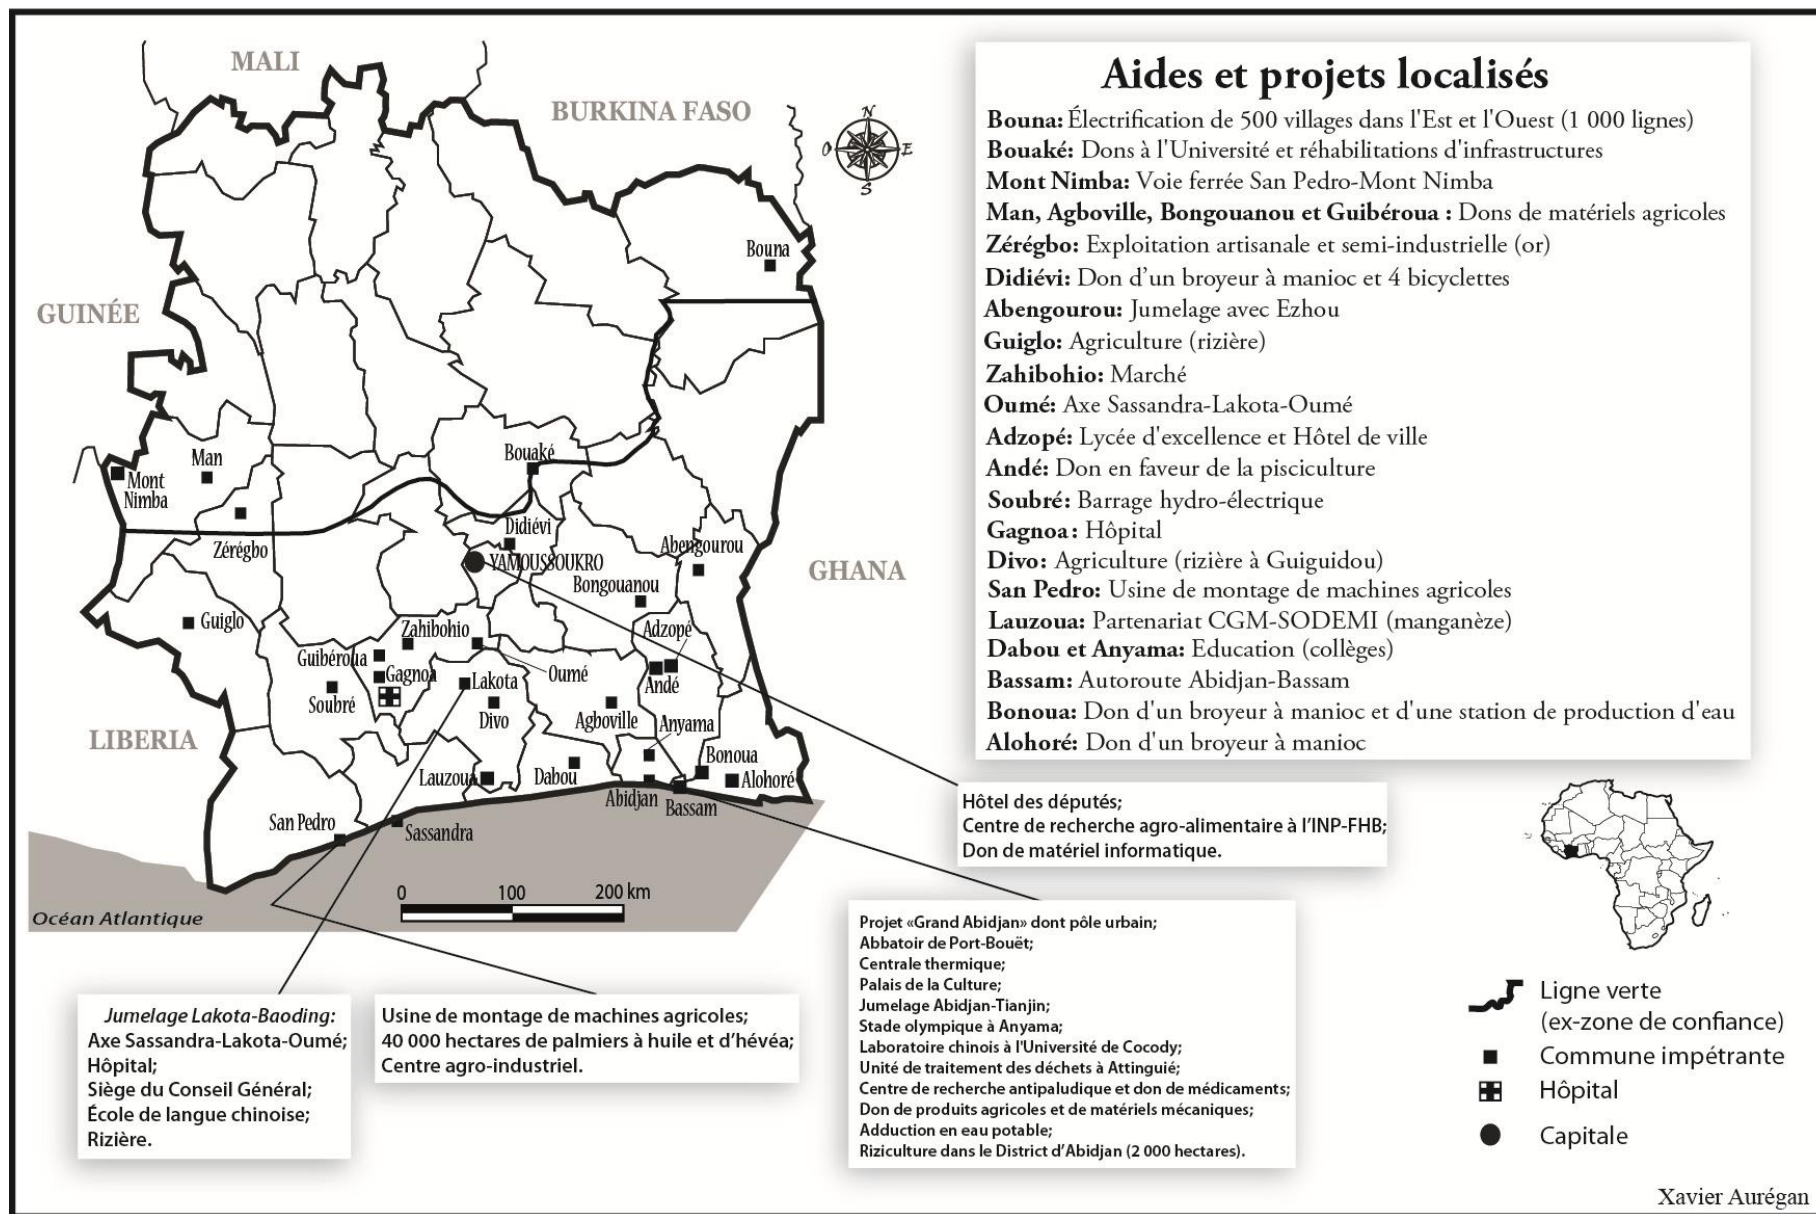 MALI
BURKINA FASO
N
O
E
S
GUINÉE
Bouna
Bouaké
Man
Mont
Nimba
Zérégbo
Didiévi
YAMOUSSOUKRO
Abengourou
GHANA
Bongouanou
Guiglo
Zahibohio
Adzopé
Guibéroua
Gagnoa
Oumé
Lakota
Andé
Soubré
Divo
Agboville
Anyama
LIBERIA
Lauzoua
Dabou
Bonoua
Alohoré
Abidjan
Bassam
San Pedro
Sassandra
0 100 200 km
Océan Atlantique
Aides et projets localisés
Bouna: Électrification de 500 villages dans l'Est et l'Ouest (1 000 lignes)
Bouaké: Dons à l'Université et réhabilitations d'infrastructures
Mont Nimba: Voie ferrée San Pedro-Mont Nimba
Man, Agboville, Bongouanou et Guibéroua : Dons de matériels agricoles
Zérégbo: Exploitation artisanale et semi-industrielle (or)
Didiévi: Don d’un broyeur à manioc et 4 bicyclettes
Abengourou: Jumelage avec Ezhou
Guiglo: Agriculture (rizière)
Zahibohio: Marché
Oumé: Axe Sassandra-Lakota-Oumé
Adzopé: Lycée d'excellence et Hôtel de ville
Andé: Don en faveur de la pisciculture
Soubré: Barrage hydro-électrique
Gagnoa : Hôpital
Divo: Agriculture (rizière à Guiguidou)
San Pedro: Usine de montage de machines agricoles
Lauzoua: Partenariat CGM-SODEMI (manganèze)
Dabou et Anyama: Education (collèges)
Bassam: Autoroute Abidjan-Bassam
Bonoua: Don d'un broyeur à manioc et d'une station de production d'eau
Alohoré: Don d'un broyeur à manioc
Hôtel des députés;
Centre de recherche agro-alimentaire à l’INP-FHB;
Don de matériel informatique.
Projet «Grand Abidjan» dont pôle urbain;
Abbatoir de Port-Bouët;
Centrale thermique;
Palais de la Culture;
Jumelage Abidjan-Tianjin;
Stade olympique à Anyama;
Laboratoire chinois à l'Université de Cocody;
Unité de traitement des déchets à Attinguié;
Centre de recherche antipaludique et don de médicaments;
Don de produits agricoles et de matériels mécaniques;
Adduction en eau potable;
Riziculture dans le District d’Abidjan (2 000 hectares).
Jumelage Lakota-Baoding:
Axe Sassandra-Lakota-Oumé;
Hôpital;
Siège du Conseil Général;
École de langue chinoise;
Rizière.
Usine de montage de machines agricoles;
40 000 hectares de palmiers à huile et d’hévéa;
Centre agro-industriel.
Ligne verte
(ex-zone de confiance)
Commune impétrante
Hôpital
Capitale
Xavier Aurégan